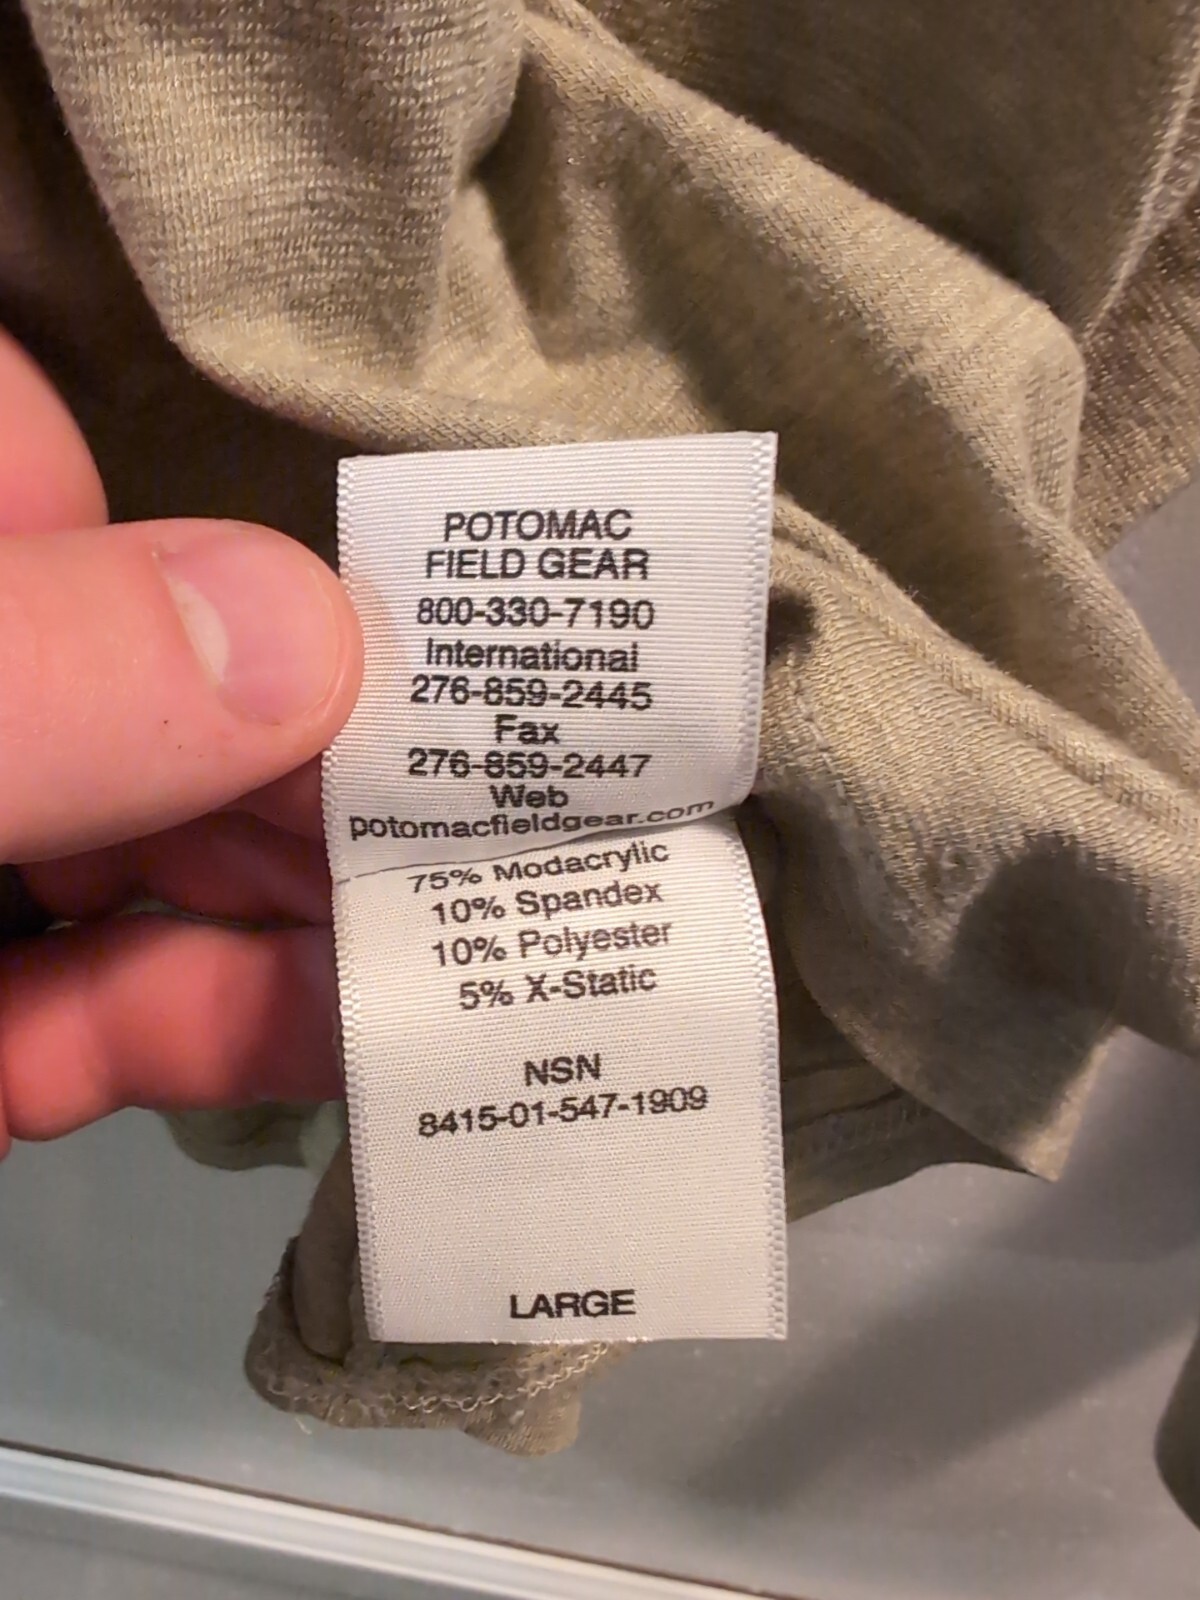 POTOMAC
FIELD GEAR
800-330-7190
International
276-859-2445
Fax
276-859-2447
Web
potomacfieldgear.com
75% Modacrylic
10% Spandex
10% Polyester
5% X-Static
NSN
8415-01-547-1909
LARGE